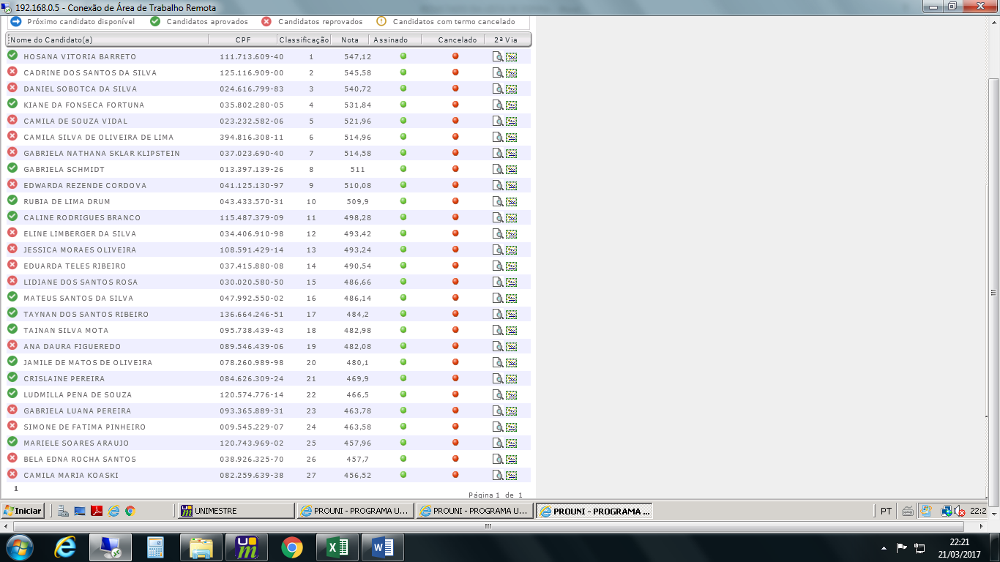 192.168.0.5 - Conexão de Área de Trabalho Remota
Próximo candidato disponível Candidatos aprovados Candidatos reprovados Candidatos com termo cancelado
Nome do Candidato(a) CPF Classificação Nota Assinado Cancelado 2ª Via
HOSANA VITORIA BARRETO 111.713.609-40 1 547,12
CADRINE DOS SANTOS DA SILVA 125.116.909-00 2 545,58
DANIEL SOBOTCA DA SILVA 024.616.799-83 3 540,72
KIANE DA FONSECA FORTUNA 035.802.280-05 4 531,84
CAMILA DE SOUZA VIDAL 023.232.582-06 5 521,96
CAMILA SILVA DE OLIVEIRA DE LIMA 394.816.308-11 6 514,96
GABRIELA NATHANA SKLAR KLIPSTEIN 037.023.690-40 7 514,58
GABRIELA SCHMIDT 013.397.139-26 8 511
EDWARDA REZENDE CORDOVA 041.125.130-97 9 510,08
RUBIA DE LIMA DRUM 043.433.570-31 10 509,9
CALINE RODRIGUES BRANCO 115.487.379-09 11 498,28
ELINE LIMBERGER DA SILVA 034.406.910-98 12 493,42
JESSICA MORAES OLIVEIRA 108.591.429-14 13 493,24
EDUARDA TELES RIBEIRO 037.415.880-08 14 490,54
LIDIANE DOS SANTOS ROSA 030.020.580-50 15 486,66
MATEUS SANTOS DA SILVA 047.992.550-02 16 486,14
TAYNAN DOS SANTOS RIBEIRO 136.664.246-51 17 484,2
TAINAN SILVA MOTA 095.738.439-43 18 482,98
ANA DAURA FIGUEREDO 089.546.439-06 19 482,08
JAMILE DE MATOS DE OLIVEIRA 078.260.989-98 20 480,1
CRISLAINE PEREIRA 084.626.309-24 21 469,9
LUDMILLA PENA DE SOUZA 120.574.776-14 22 466,5
GABRIELA LUANA PEREIRA 093.365.889-31 23 463,78
SIMONE DE FATIMA PINHEIRO 009.545.229-07 24 463,58
MARIELE SOARES ARAUJO 120.743.969-02 25 457,96
BELA EDNA ROCHA SANTOS 038.926.325-70 26 457,7
CAMILA MARIA KOASKI 082.259.639-38 27 456,52
1
Página 1 de 1
Iniciar UNIMESTRE PROUNI - PROGRAMA U... PROUNI - PROGRAMA U... PROUNI - PROGRAMA ... PT 22:2
22:21
21/03/2017